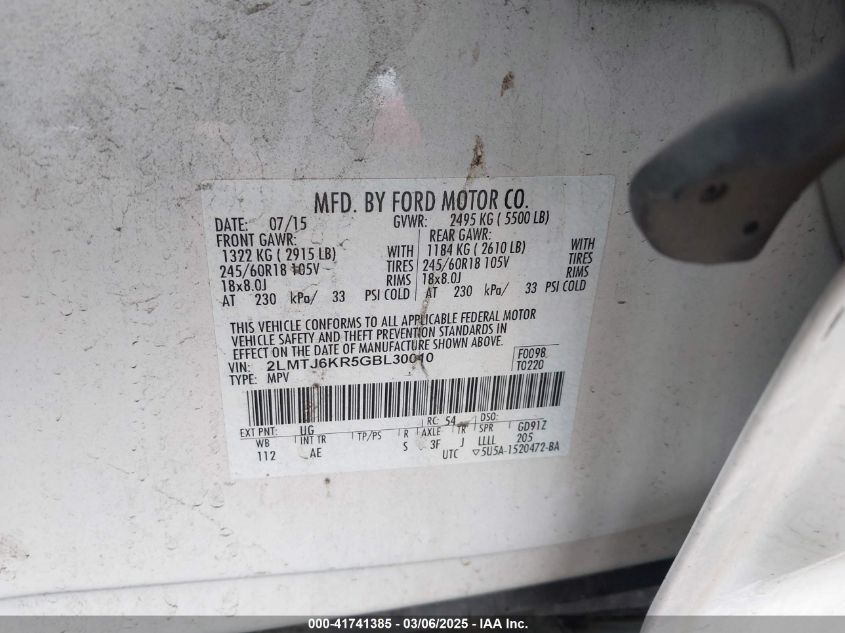 MFD. BY FORD MOTOR CO.
DATE: 07/15 GVWR: 2495 KG ( 5500 LB)
FRONT GAWR: REAR GAWR:
1322 KG ( 2915 LB) WITH 1184 KG ( 2610 LB) WITH
245/60R18 105V TIRES 245/60R18 105V TIRES
18x8.0J RIMS 18x8.0J RIMS
AT 230 kPa/ 33 PSI COLD AT 230 kPa/ 33 PSI COLD
THIS VEHICLE CONFORMS TO ALL APPLICABLE FEDERAL MOTOR
VEHICLE SAFETY AND THEFT PREVENTION STANDARDS IN
EFFECT ON THE DATE OF MANUFACTURE SHOWN ABOVE.
VIN: 2LMTJ6KR5GBL30010 F0098
TYPE: MPV T0220
EXT PNT: UG RC: 54 DSO:
WB INT TR TP/PS R AXLE TR SPR GD91Z
112 AE S 3F J LLLL 205
UTC ▽5U5A-1520472-BA
000-41741385 — 03/06/2025 — IAA Inc.